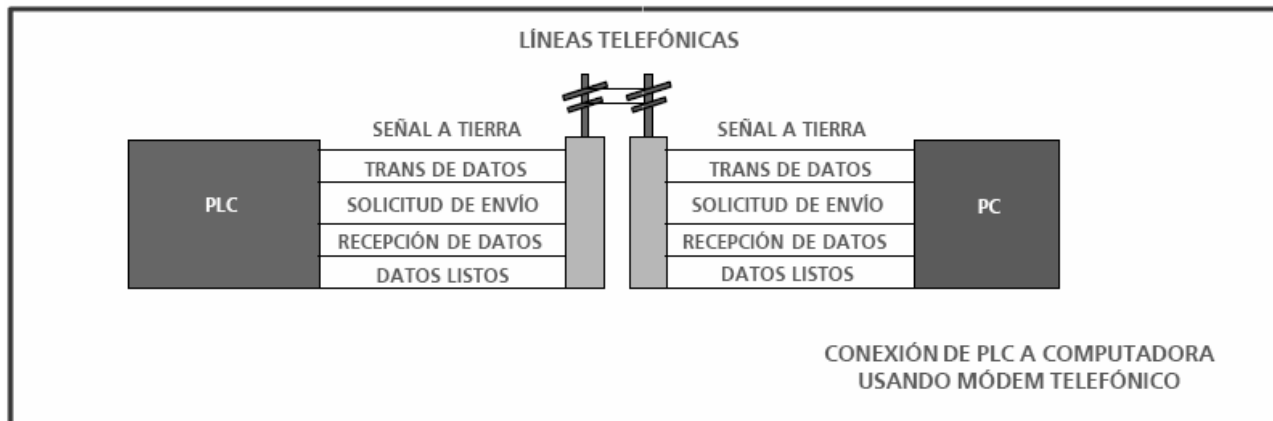 LÍNEAS TELEFÓNICAS
SEÑAL A TIERRA
TRANS DE DATOS
SOLICITUD DE ENVÍO
RECEPCIÓN DE DATOS
DATOS LISTOS
PLC
SEÑAL A TIERRA
TRANS DE DATOS
SOLICITUD DE ENVÍO
RECEPCIÓN DE DATOS
DATOS LISTOS
PC
CONEXIÓN DE PLC A COMPUTADORA
USANDO MÓDEM TELEFÓNICO